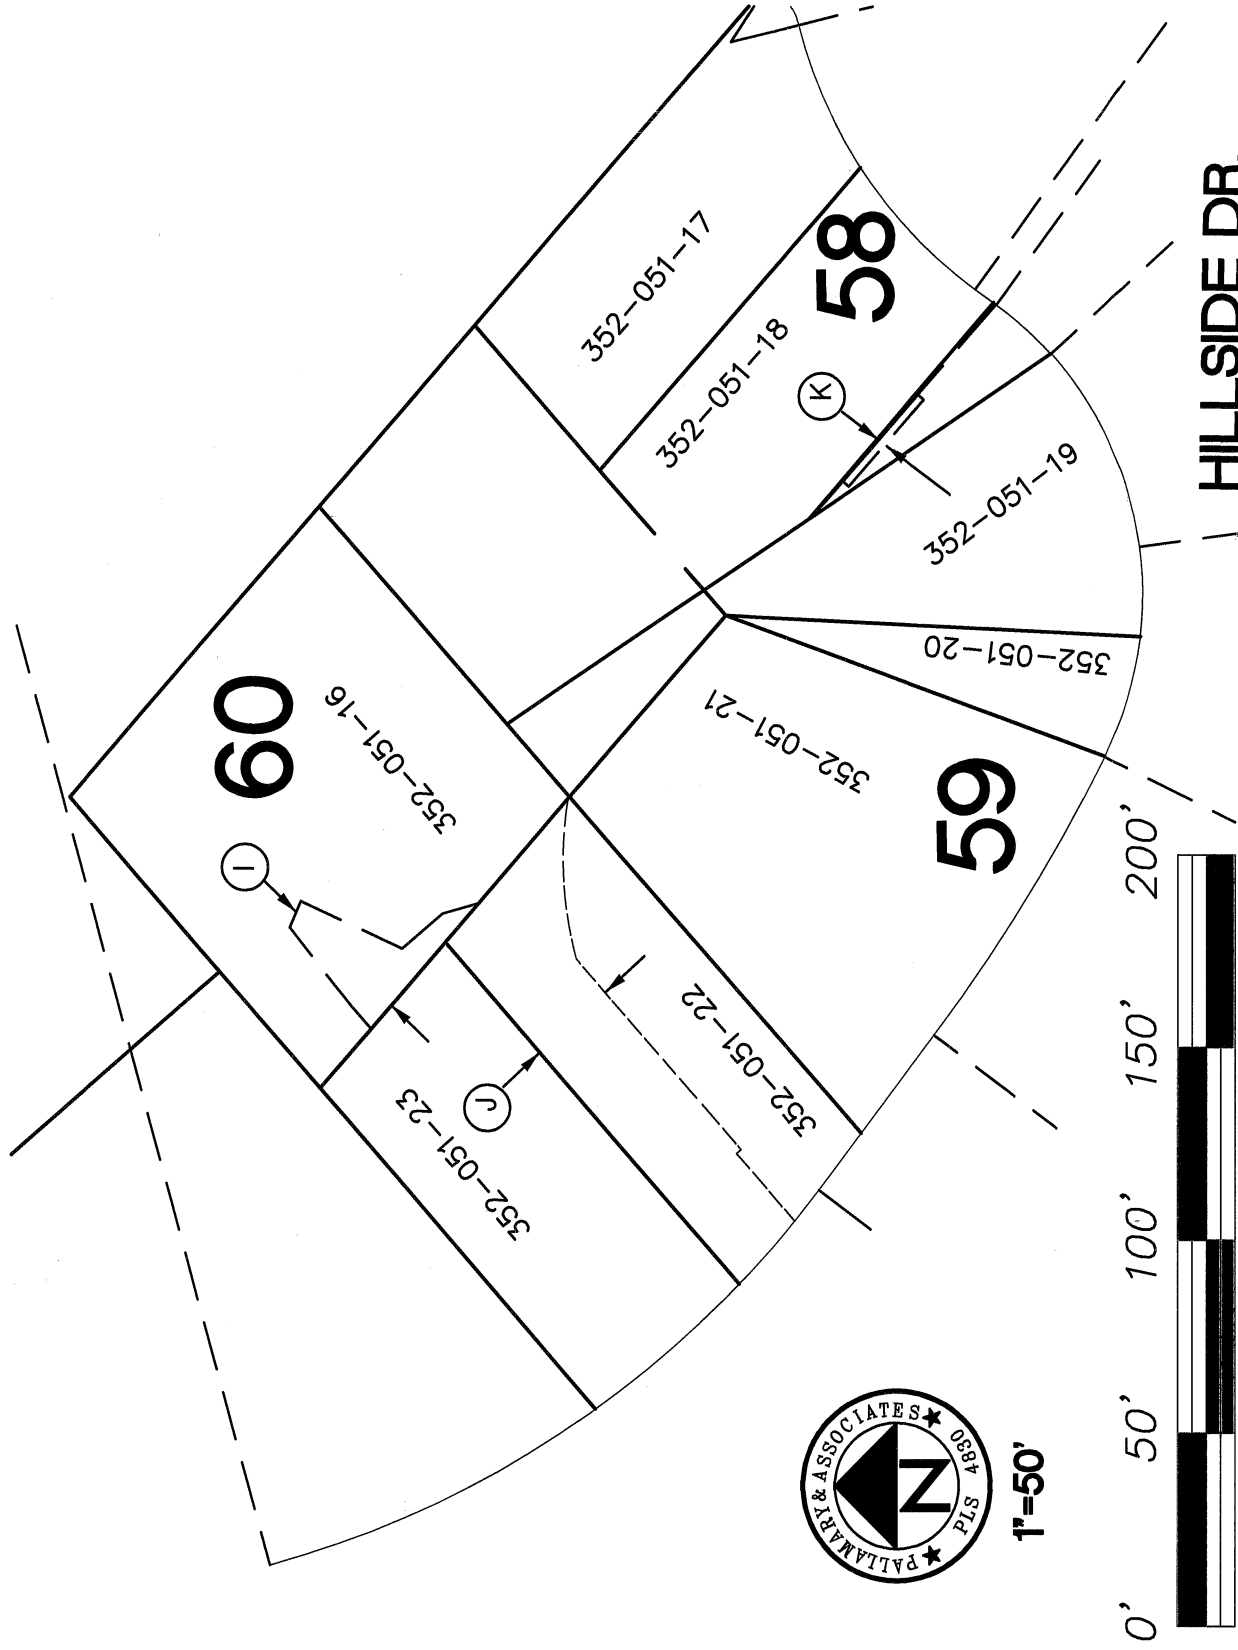 352-051-17
58
352-051-18
K
HILLSIDE DR.
352-051-19
352-051-20
60
352-051-16
352-051-21
59
I
352-051-22
J
352-051-23
PALLAMARY & ASSOCIATES
PLS 4830
N
1"=50'
0' 50' 100' 150' 200'